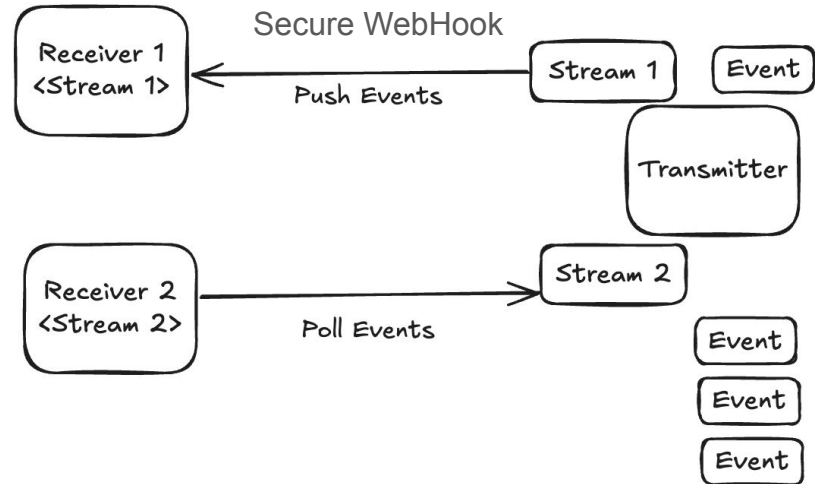 Secure WebHook
Receiver 1
<Stream 1>
Push Events
Stream 1
Event
Transmitter
Receiver 2
<Stream 2>
Poll Events
Stream 2
Event
Event
Event